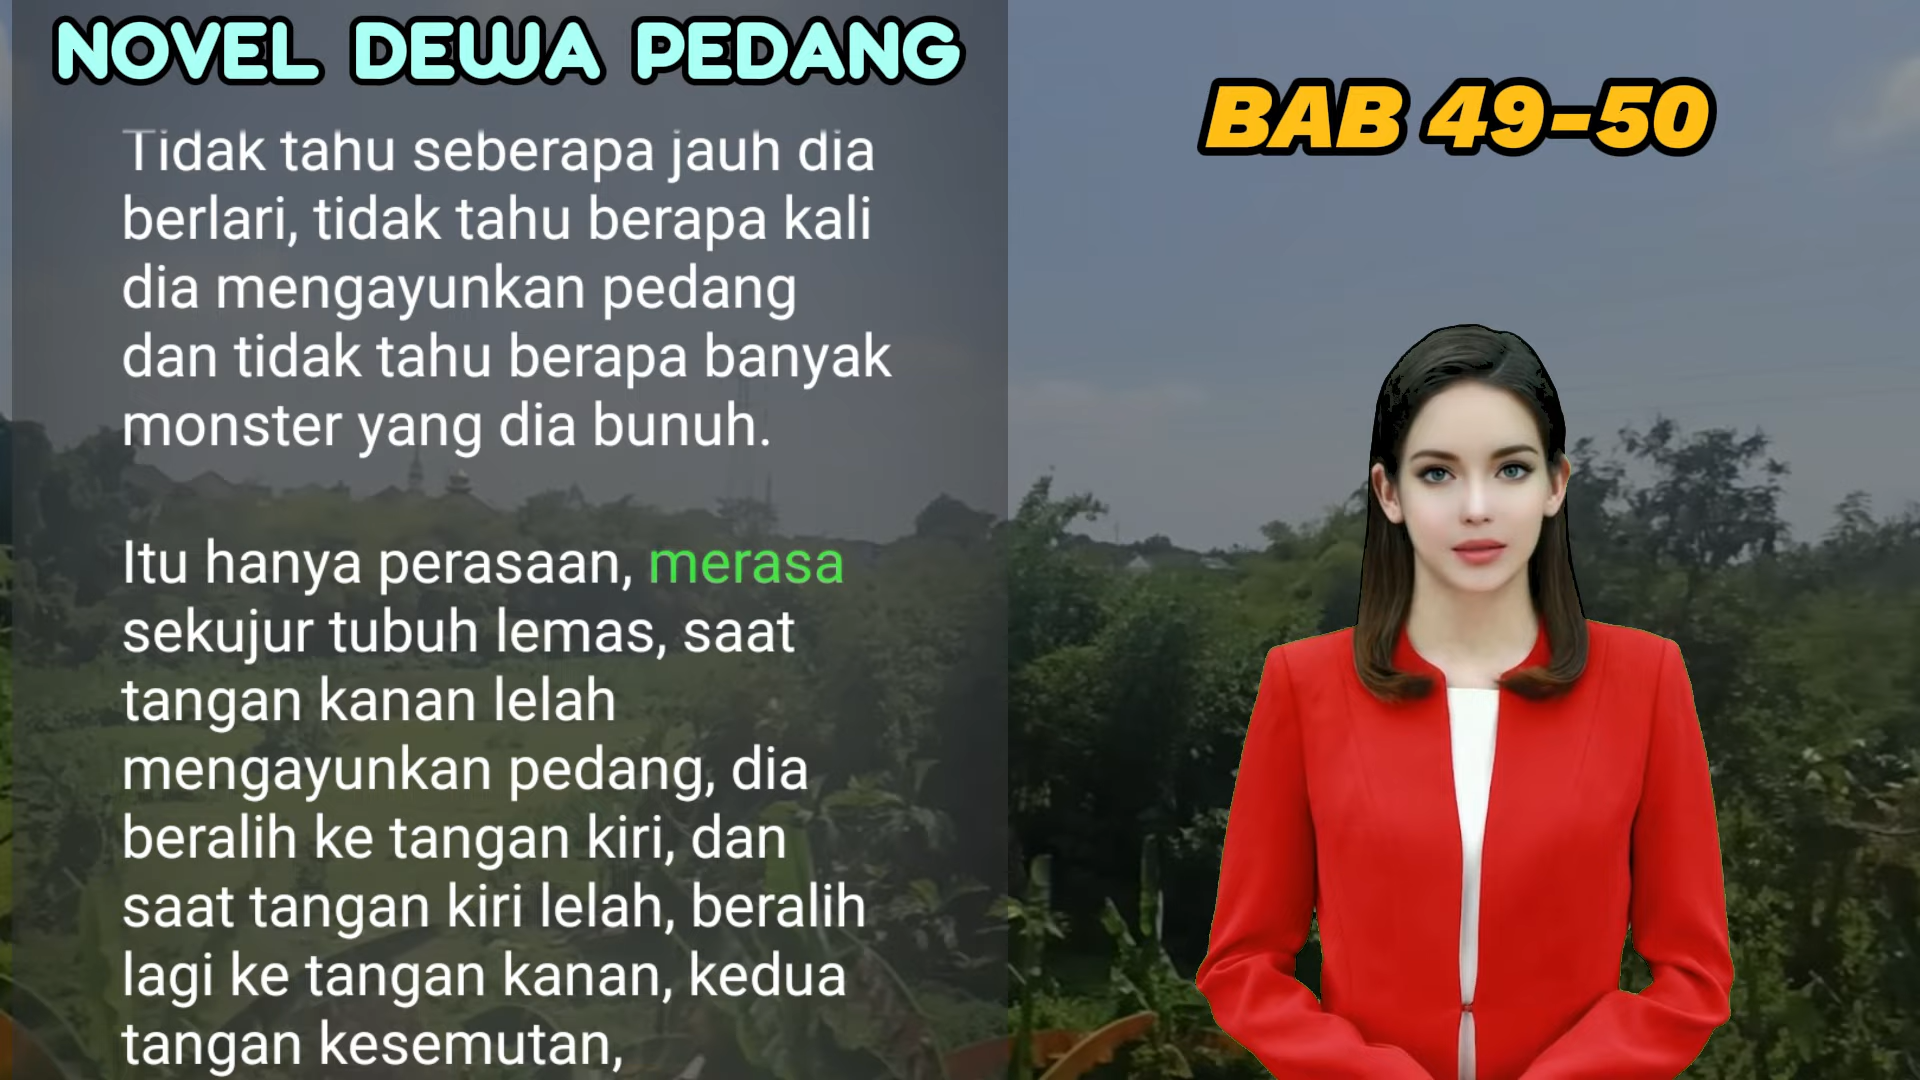 NOVEL DEWA PEDANG
Tidak tahu seberapa jauh dia
berlari, tidak tahu berapa kali
dia mengayunkan pedang
dan tidak tahu berapa banyak
monster yang dia bunuh.
Itu hanya perasaan, merasa
sekujur tubuh lemas, saat
tangan kanan lelah
mengayunkan pedang, dia
beralih ke tangan kiri, dan
saat tangan kiri lelah, beralih
lagi ke tangan kanan, kedua
tangan kesemutan,
BAB 49-50